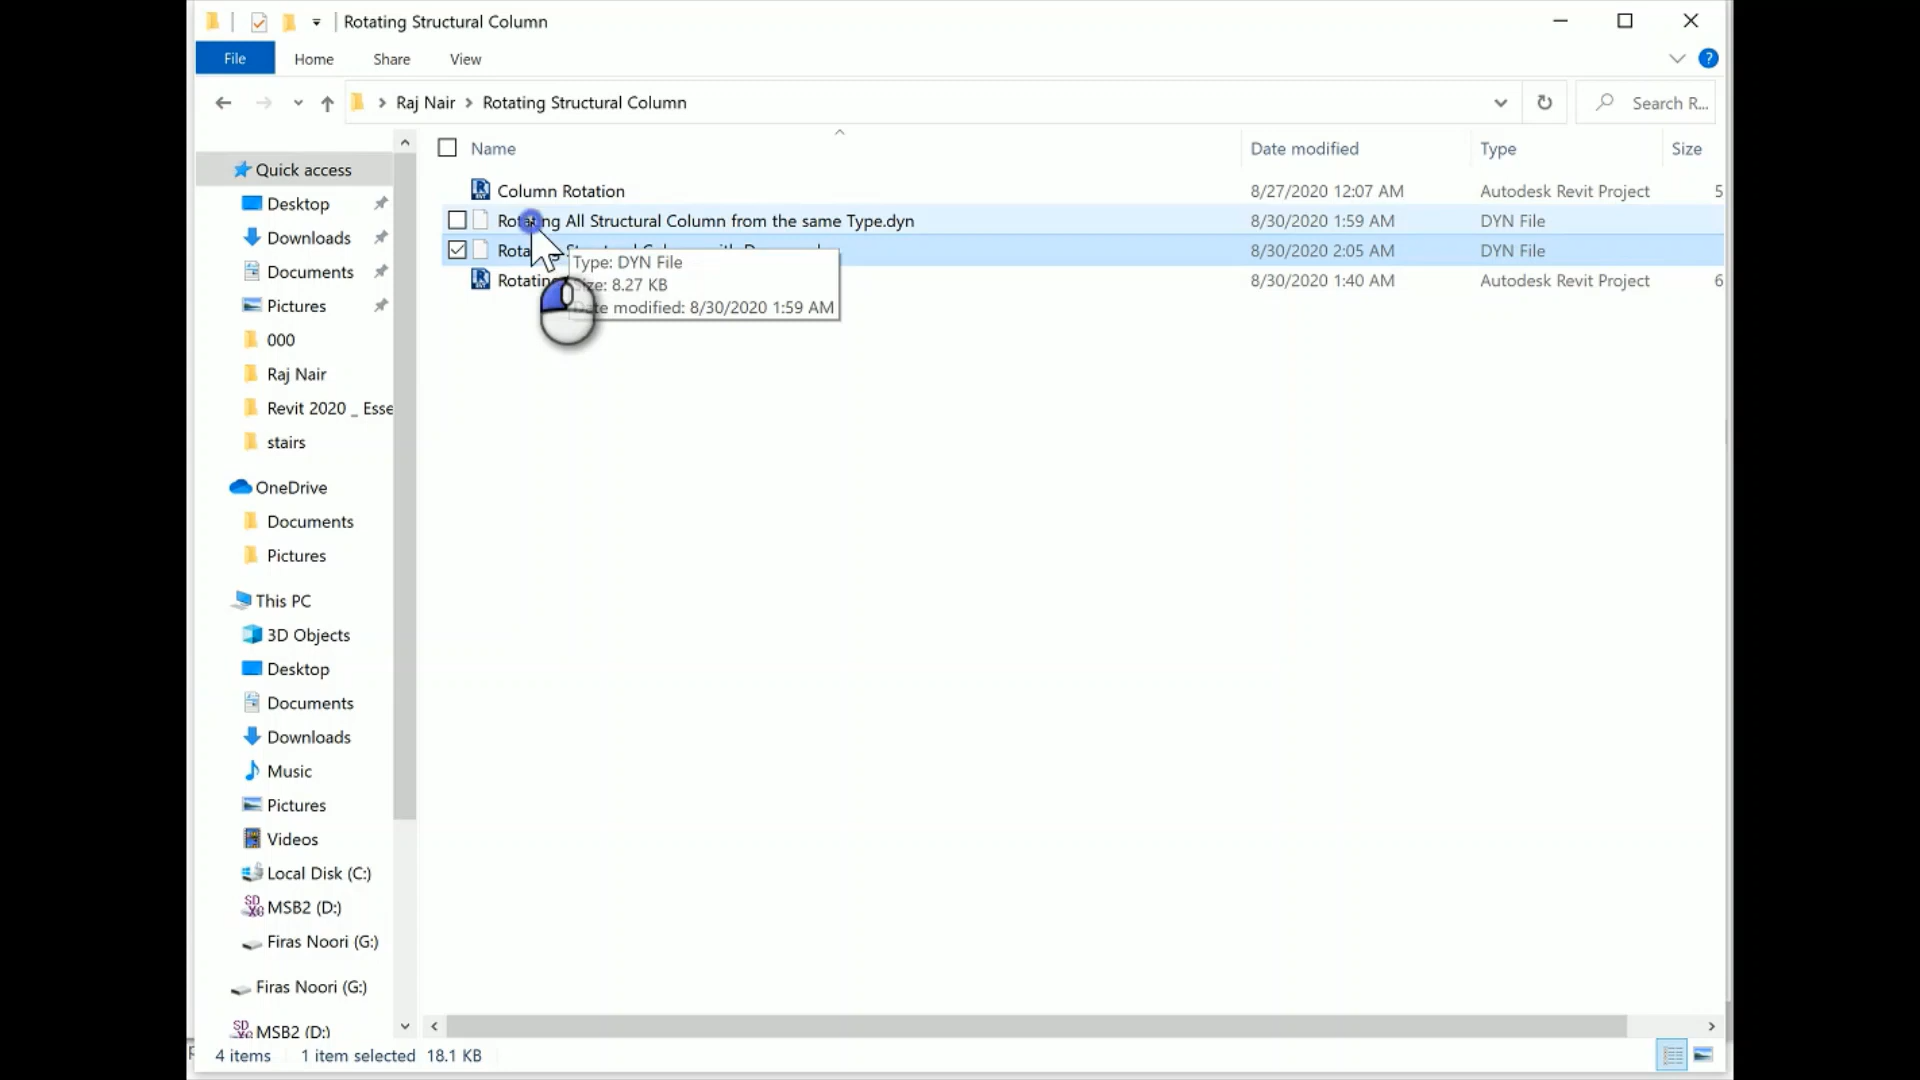 Rotating Structural Column
File Home Share View
Raj Nair Rotating Structural Column Search R...
Name Date modified Type Size
Quick access
Desktop
Downloads
Documents
Pictures
000
Raj Nair
Revit 2020 _ Esse
stairs
OneDrive
Documents
Pictures
This PC
3D Objects
Desktop
Documents
Downloads
Music
Pictures
Videos
Local Disk (C:)
MSB2 (D:)
Firas Noori (G:)
Firas Noori (G:)
MSB2 (D:)
Column Rotation 8/27/2020 12:07 AM Autodesk Revit Project 5
Rotating All Structural Column from the same Type.dyn 8/30/2020 1:59 AM DYN File
8/30/2020 2:05 AM DYN File
Rotating 8/30/2020 1:40 AM Autodesk Revit Project 6
Type: DYN File
Size: 8.27 KB
Date modified: 8/30/2020 1:59 AM
4 items 1 item selected 18.1 KB